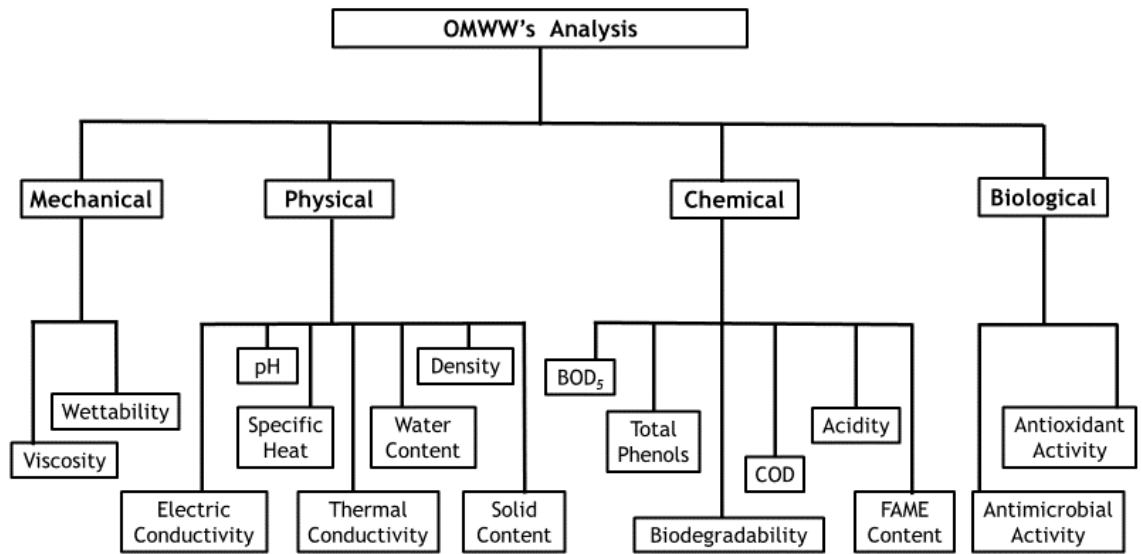 OMWW's Analysis
Mechanical
Physical
Chemical
Biological
pH
Density
BOD5
Wettability
Specific
Heat
Water
Content
Total
Phenols
Acidity
Antioxidant
Activity
Viscosity
COD
Electric
Conductivity
Thermal
Conductivity
Solid
Content
Biodegradability
FAME
Content
Antimicrobial
Activity